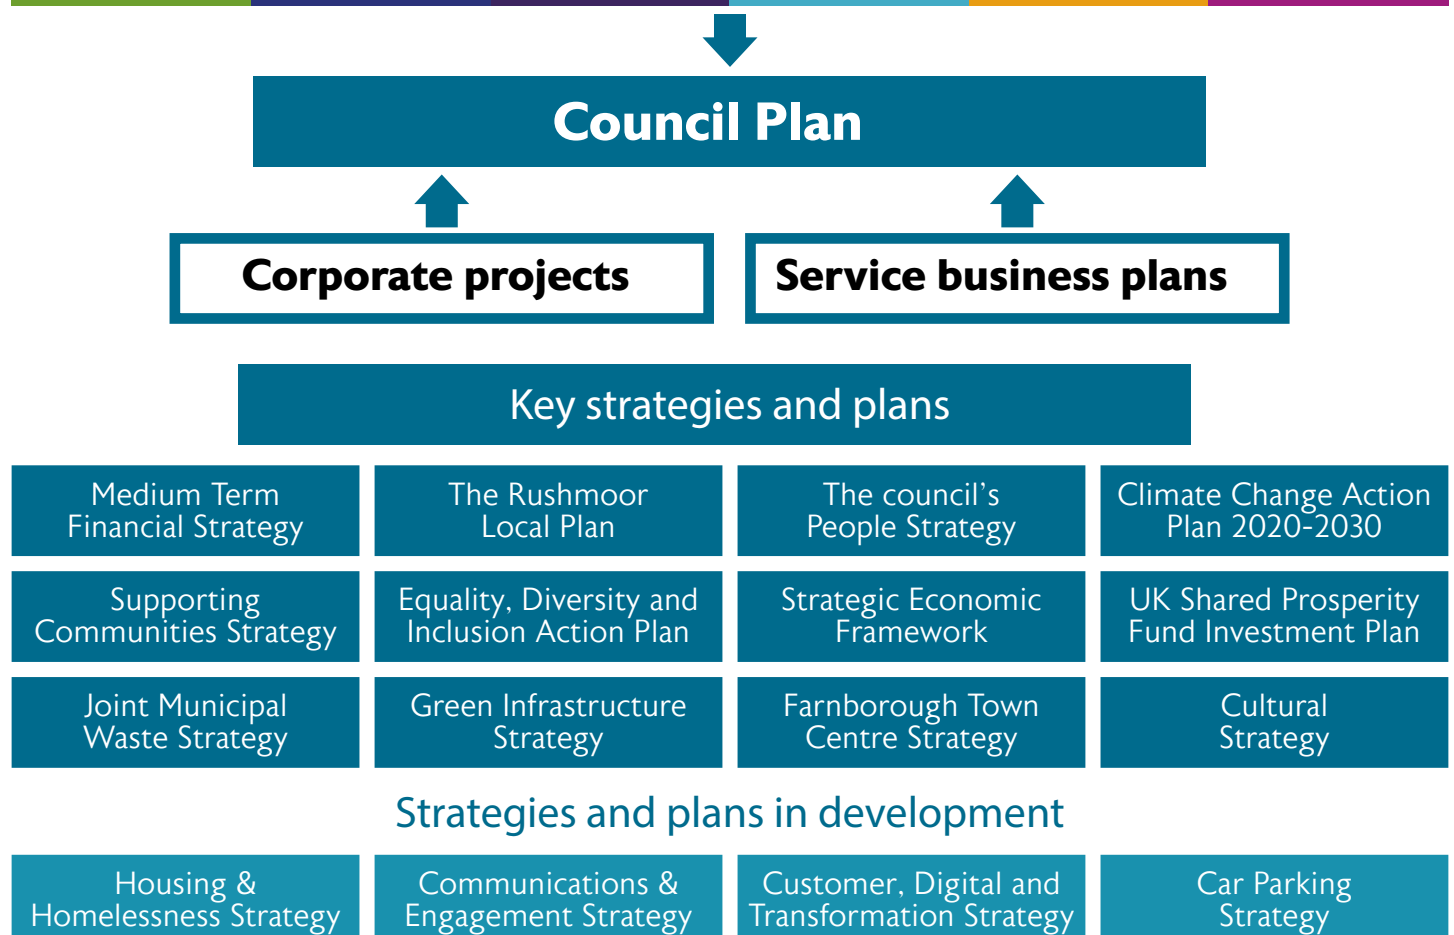 Council Plan
Corporate projects
Service business plans
Key strategies and plans
Medium Term
Financial Strategy
The Rushmoor
Local Plan
The council’s
People Strategy
Climate Change Action
Plan 2020-2030
Supporting
Communities Strategy
Equality, Diversity and
Inclusion Action Plan
Strategic Economic
Framework
UK Shared Prosperity
Fund Investment Plan
Joint Municipal
Waste Strategy
Green Infrastructure
Strategy
Farnborough Town
Centre Strategy
Cultural
Strategy
Strategies and plans in development
Housing &
Homelessness Strategy
Communications &
Engagement Strategy
Customer, Digital and
Transformation Strategy
Car Parking
Strategy